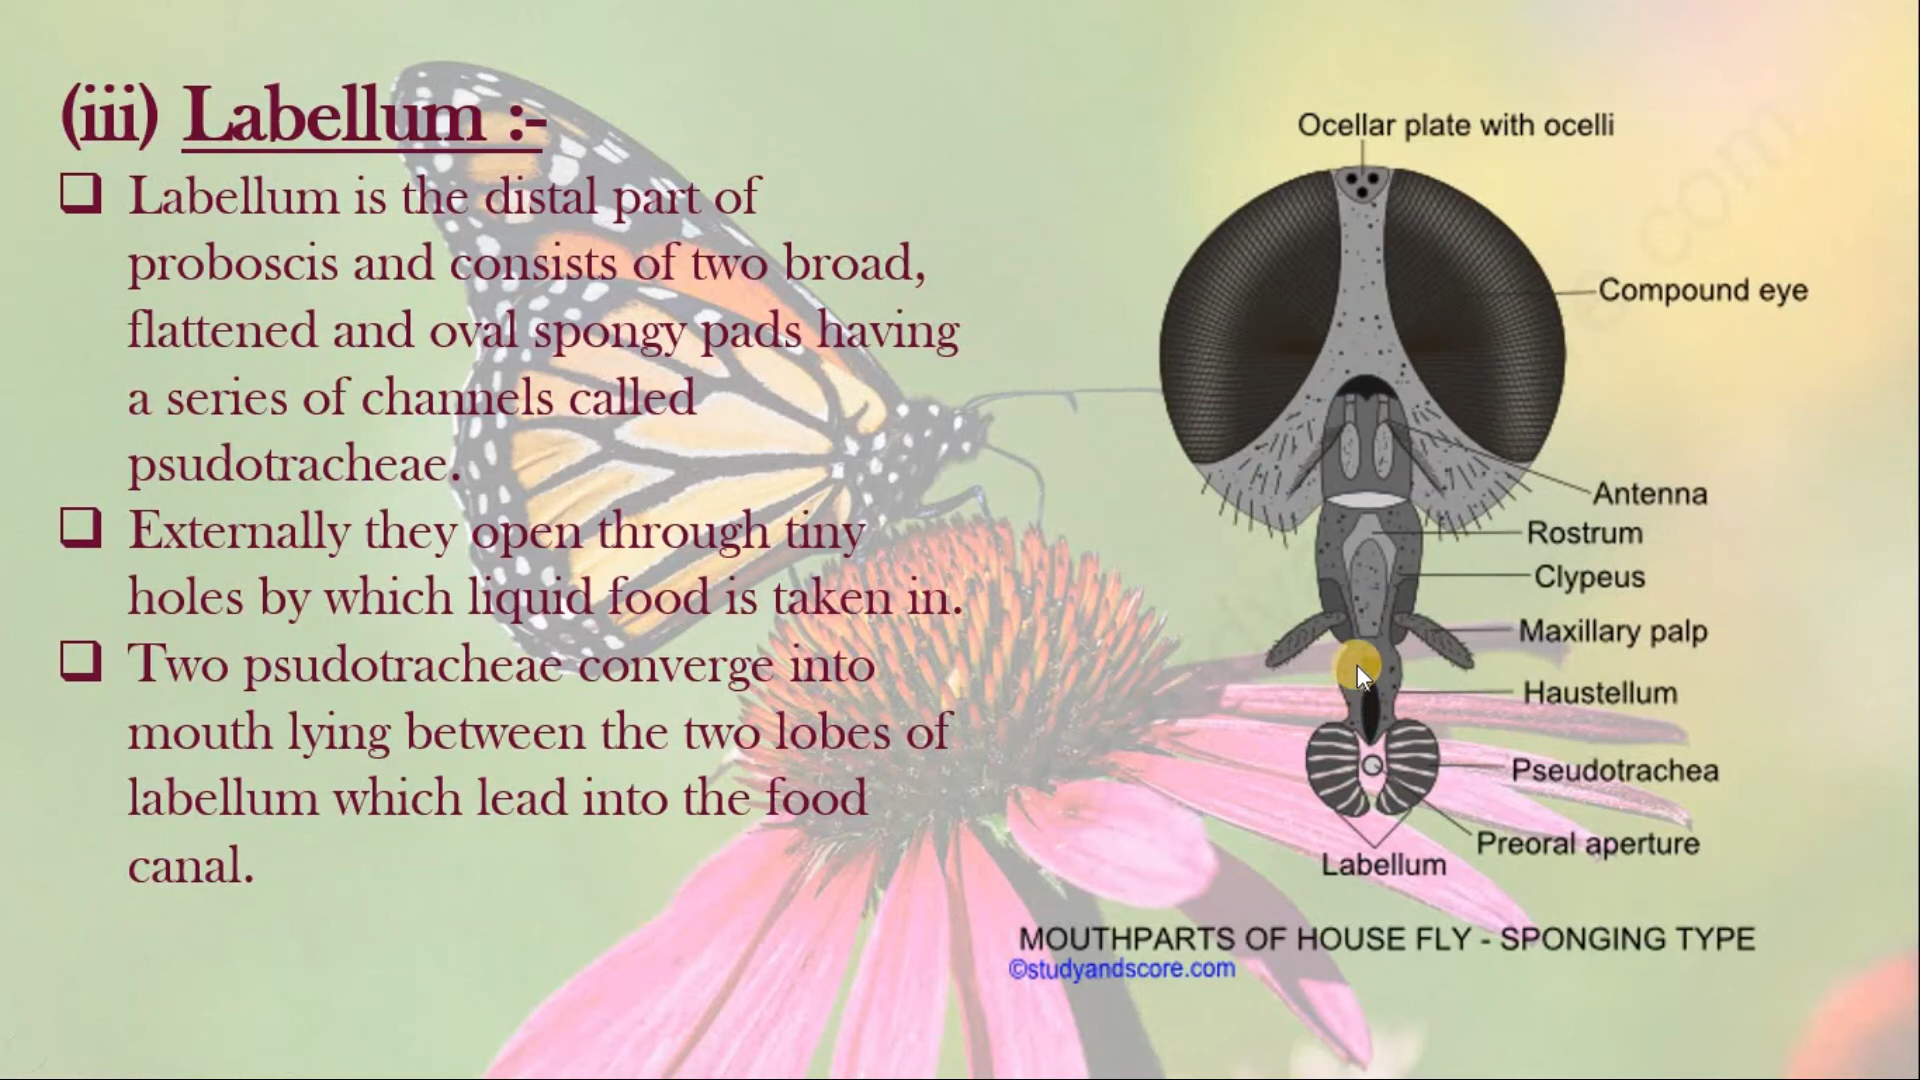 (iii) Labellum :-
Labellum is the distal part of
proboscis and consists of two broad,
flattened and oval spongy pads having
a series of channels called
psudotracheae.
Externally they open through tiny
holes by which liquid food is taken in.
Two psudotracheae converge into
mouth lying between the two lobes of
labellum which lead into the food
canal.
Ocellar plate with ocelli
Compound eye
Antenna
Rostrum
Clypeus
Maxillary palp
Haustellum
Pseudotrachea
Preoral aperture
Labellum
MOUTHPARTS OF HOUSE FLY - SPONGING TYPE
©studyandscore.com